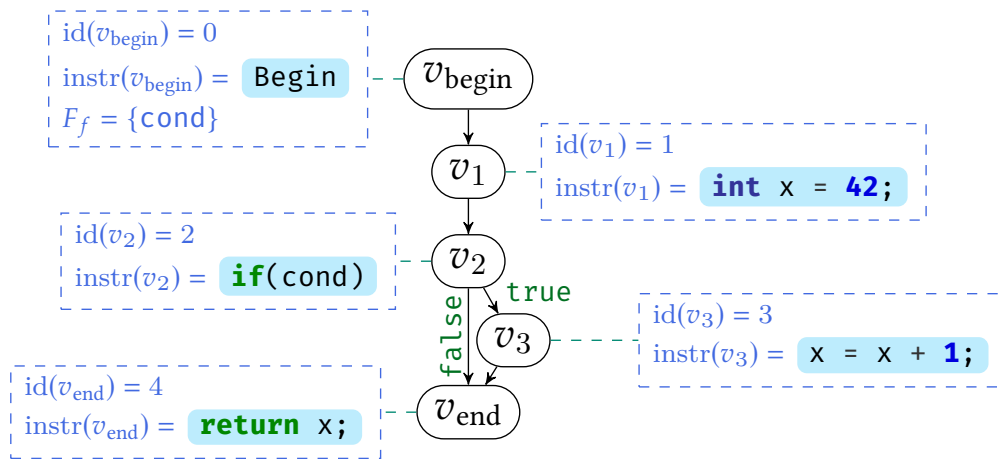 id(v_begin) = 0
instr(v_begin) = Begin
F_f = {cond}
v_begin
id(v_1) = 1
instr(v_1) = int x = 42;
v_1
id(v_2) = 2
instr(v_2) = if(cond)
v_2
true
false
id(v_3) = 3
instr(v_3) = x = x + 1;
v_3
id(v_end) = 4
instr(v_end) = return x;
v_end